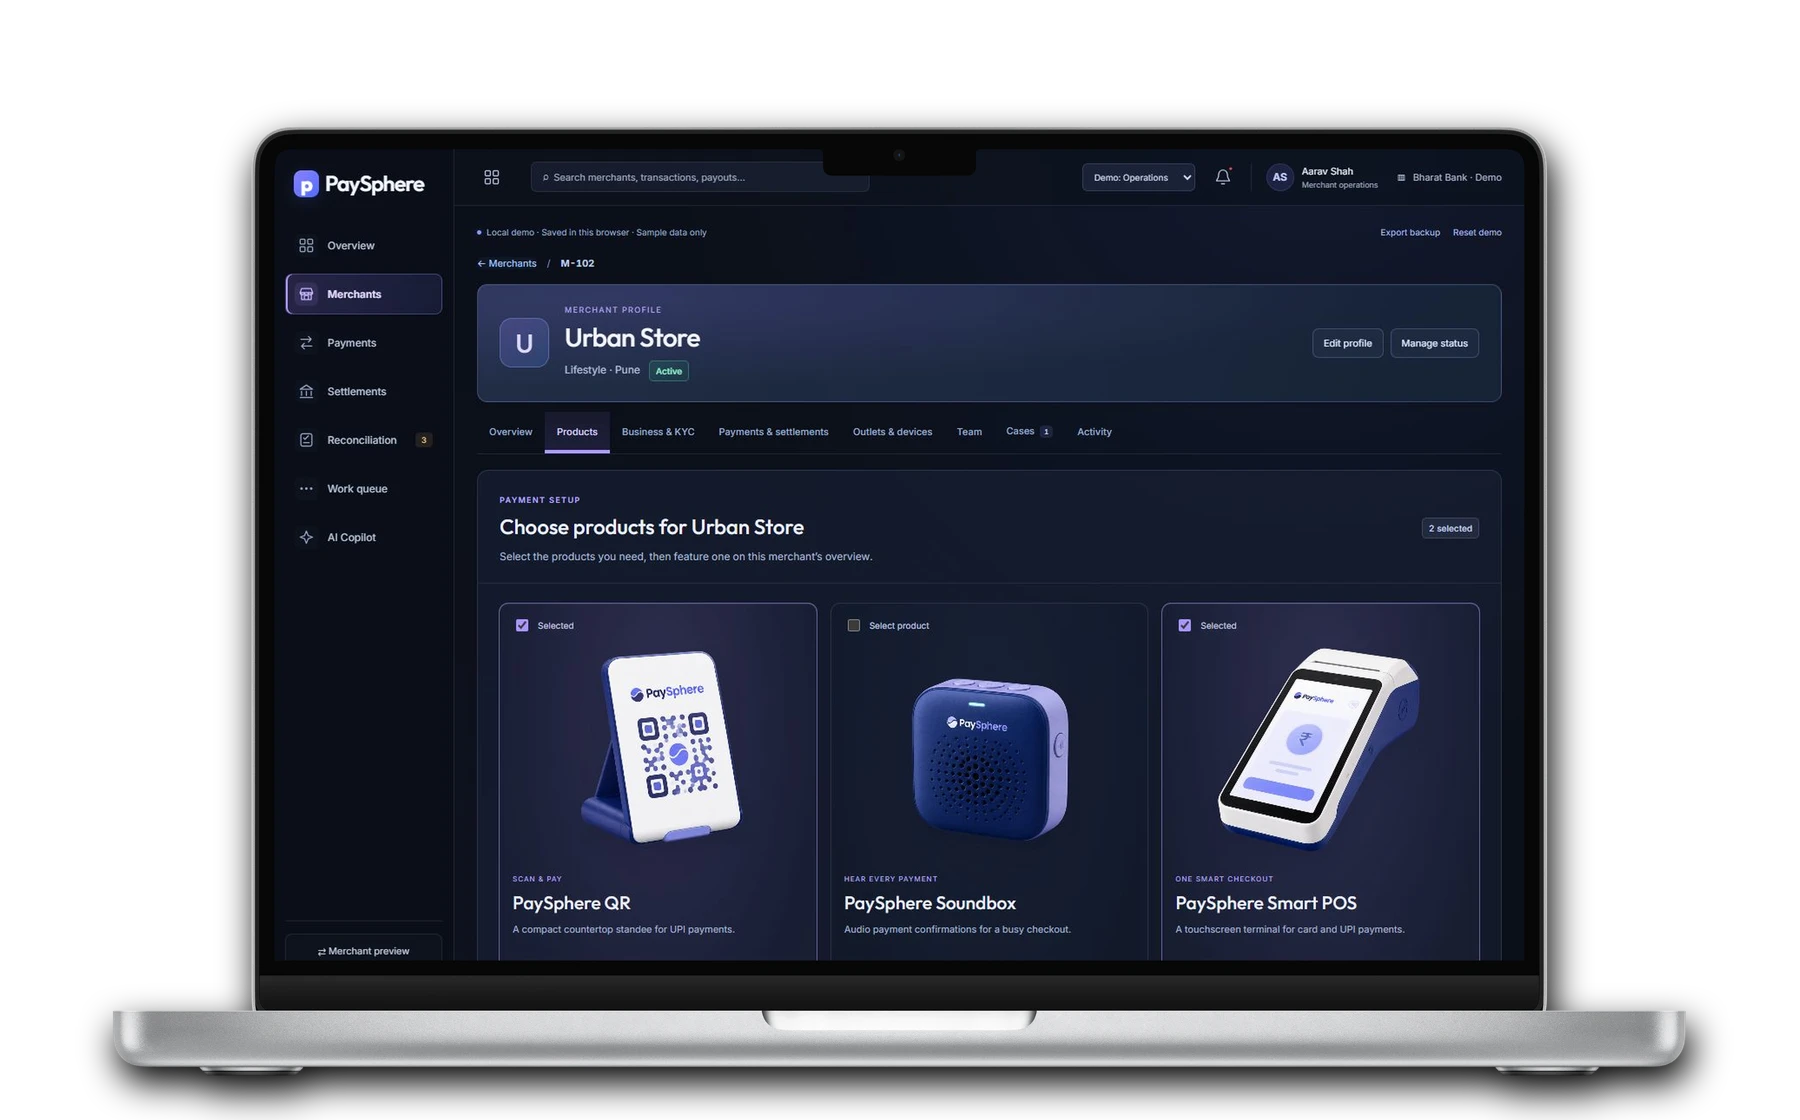 p PaySphere
Search merchants, transactions, payouts...
Demo: Operations
AS
Aarav Shah
Merchant operations
Bharat Bank · Demo
Overview
Merchants
Payments
Settlements
Reconciliation 3
Work queue
AI Copilot
⇄ Merchant preview
Local demo · Saved in this browser · Sample data only
Export backup Reset demo
← Merchants / M-102
U
MERCHANT PROFILE
Urban Store
Lifestyle · Pune Active
Edit profile Manage status
Overview Products Business & KYC Payments & settlements Outlets & devices Team Cases 1 Activity
PAYMENT SETUP
Choose products for Urban Store
2 selected
Select the products you need, then feature one on this merchant's overview.
Selected
PaySphere
SCAN & PAY
PaySphere QR
A compact countertop standee for UPI payments.
Select product
PaySphere
HEAR EVERY PAYMENT
PaySphere Soundbox
Audio payment confirmations for a busy checkout.
Selected
PaySphere
₹
ONE SMART CHECKOUT
PaySphere Smart POS
A touchscreen terminal for card and UPI payments.